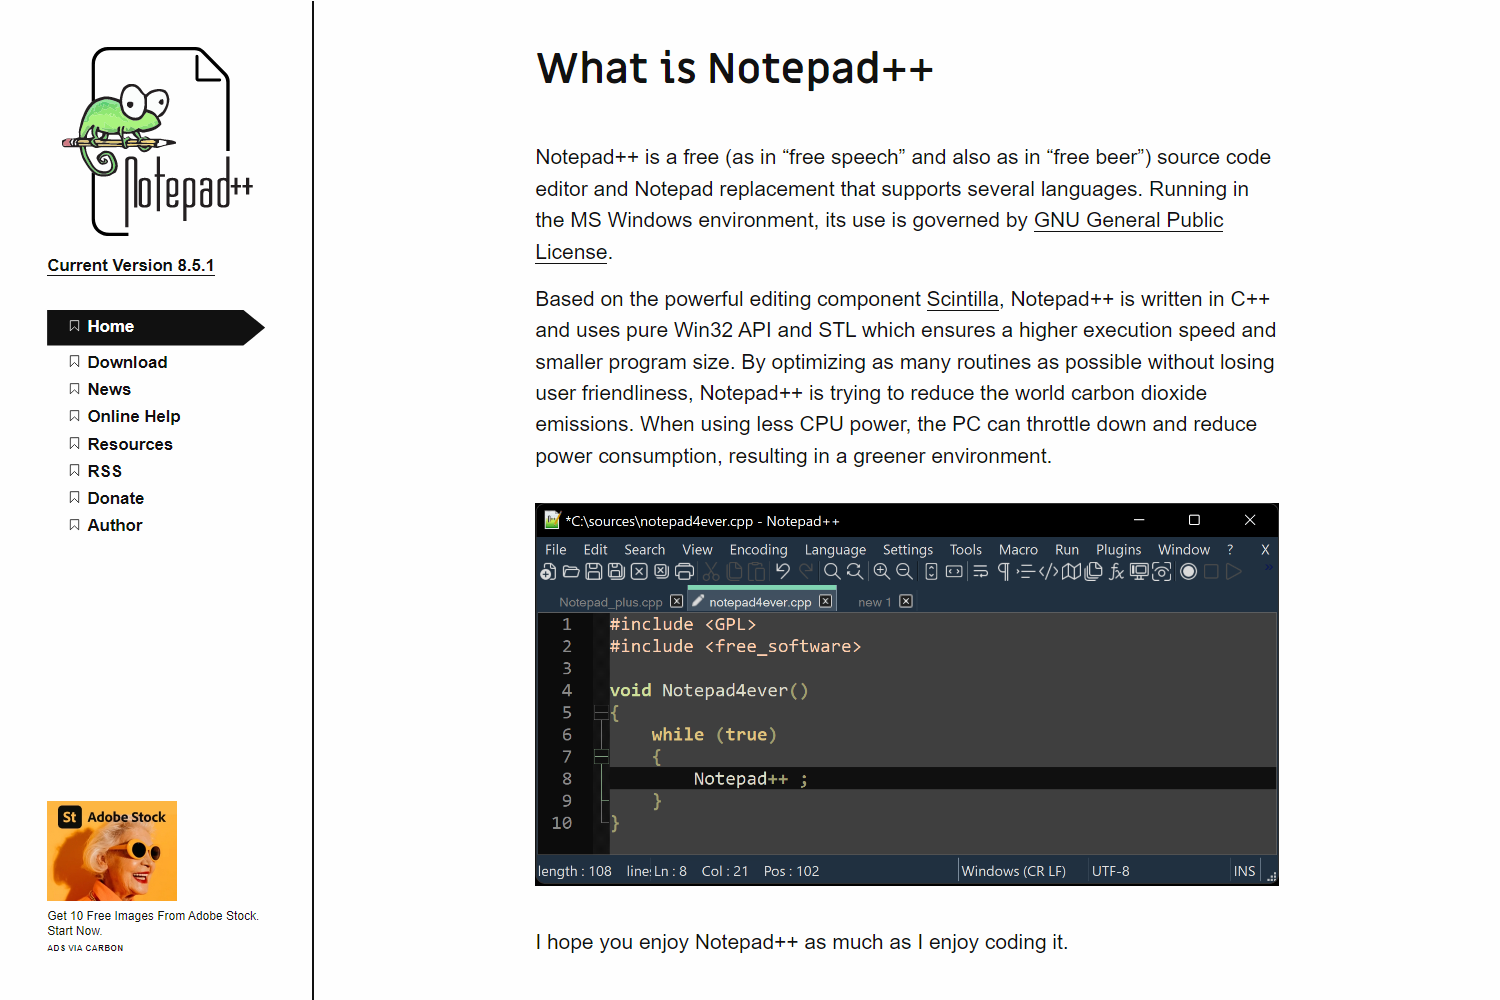 Notepad++
Current Version 8.5.1
Home
Download
News
Online Help
Resources
RSS
Donate
Author
St Adobe Stock
Get 10 Free Images From Adobe Stock.
Start Now.
ADS VIA CARBON
What is Notepad++
Notepad++ is a free (as in “free speech” and also as in “free beer”) source code
editor and Notepad replacement that supports several languages. Running in
the MS Windows environment, its use is governed by GNU General Public
License.
Based on the powerful editing component Scintilla, Notepad++ is written in C++
and uses pure Win32 API and STL which ensures a higher execution speed and
smaller program size. By optimizing as many routines as possible without losing
user friendliness, Notepad++ is trying to reduce the world carbon dioxide
emissions. When using less CPU power, the PC can throttle down and reduce
power consumption, resulting in a greener environment.
*C:\sources\notepad4ever.cpp - Notepad++
File Edit Search View Encoding Language Settings Tools Macro Run Plugins Window ? X
Notepad_plus.cpp notepad4ever.cpp new 1
1 #include <GPL>
2 #include <free_software>
3
4 void Notepad4ever()
5 {
6 while (true)
7 {
8 Notepad++ ;
9 }
10 }
length : 108 line: Ln : 8 Col : 21 Pos : 102 Windows (CR LF) UTF-8 INS
I hope you enjoy Notepad++ as much as I enjoy coding it.